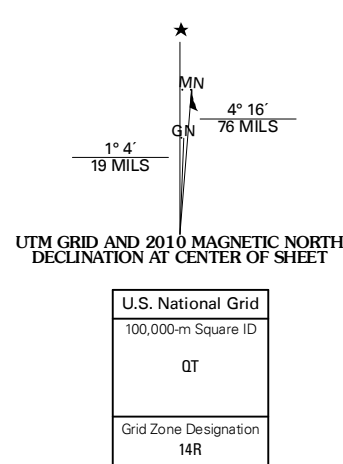 ★
MN
4° 16´
76 MILS
GN
1° 4´
19 MILS
UTM GRID AND 2010 MAGNETIC NORTH
DECLINATION AT CENTER OF SHEET
U.S. National Grid
100,000-m Square ID
QT
Grid Zone Designation
14R